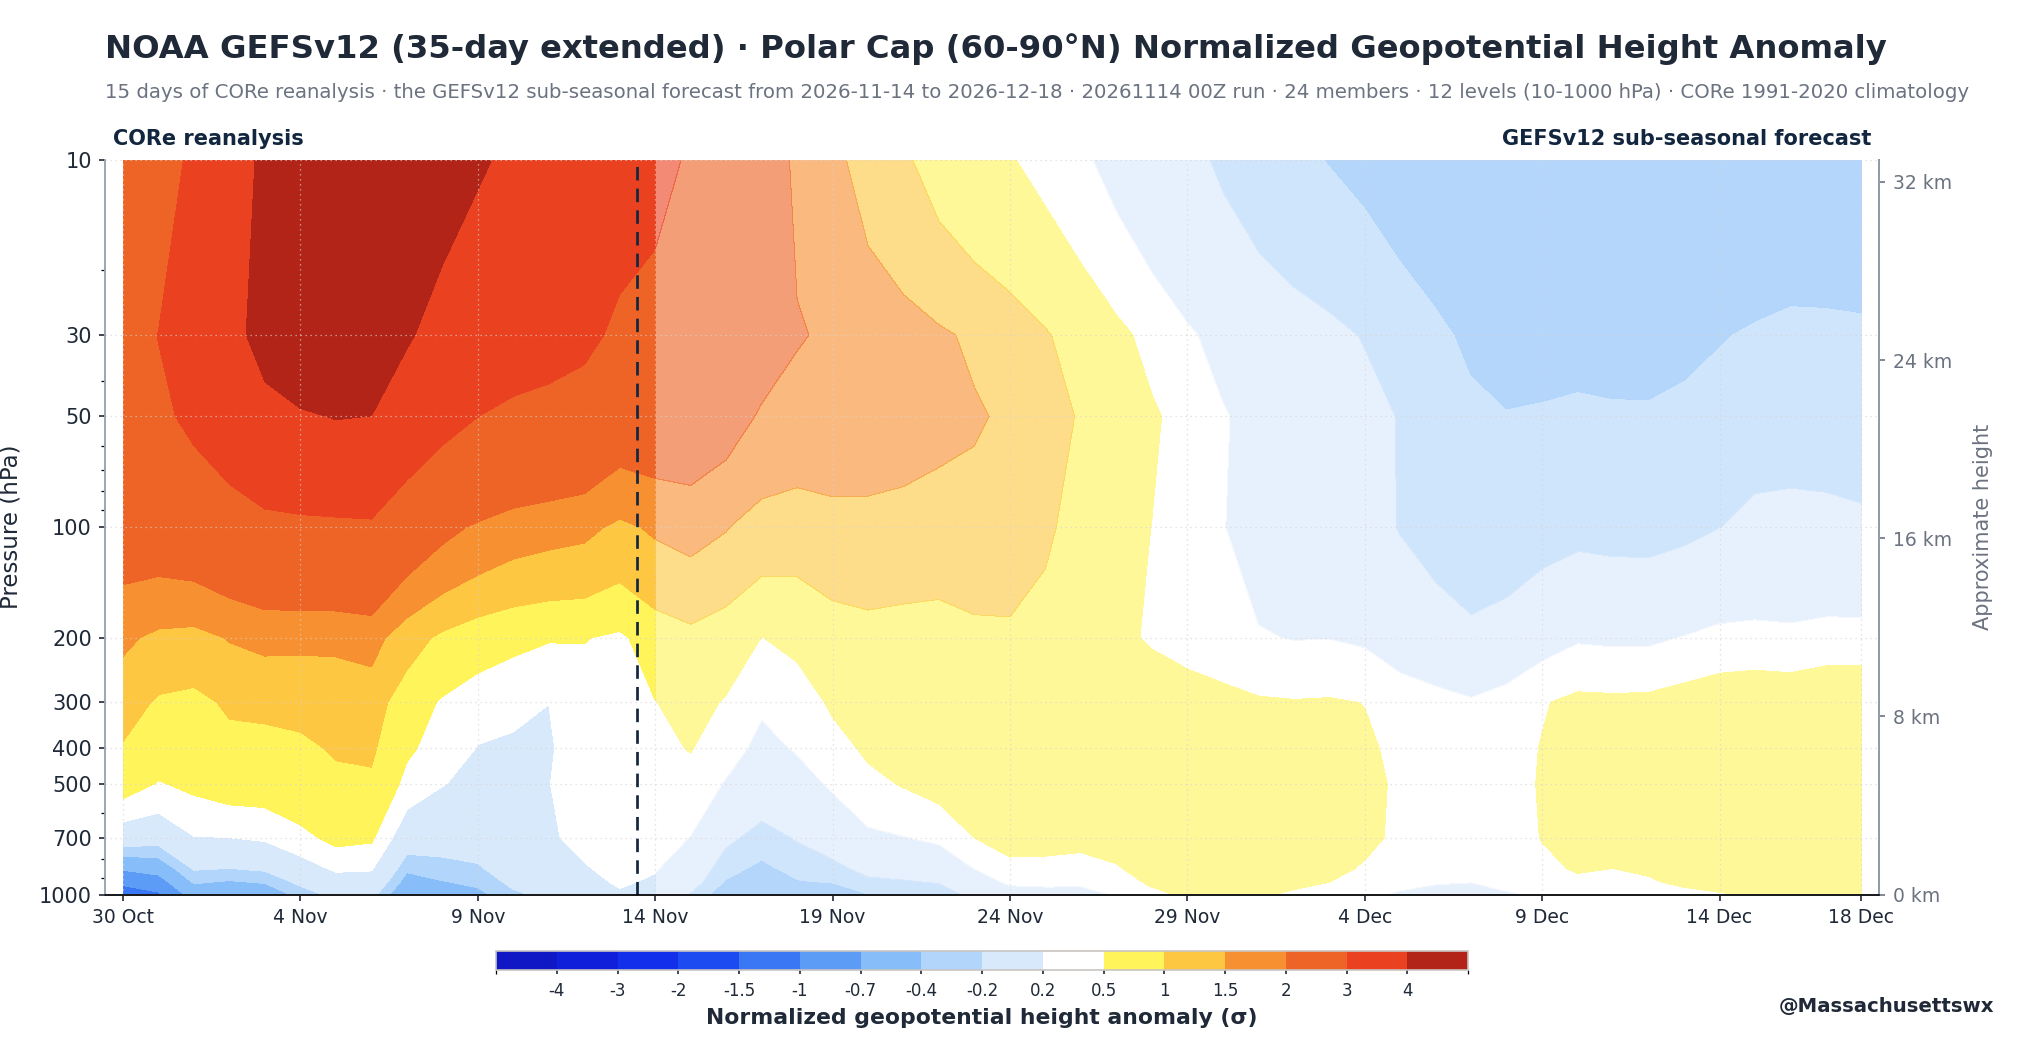 NOAA GEFSv12 (35-day extended) · Polar Cap (60-90°N) Normalized Geopotential Height Anomaly
15 days of CORe reanalysis · the GEFSv12 sub-seasonal forecast from 2026-11-14 to 2026-12-18 · 20261114 00Z run · 24 members · 12 levels (10-1000 hPa) · CORe 1991-2020 climatology
CORe reanalysis
GEFSv12 sub-seasonal forecast
Pressure (hPa)
10
30
50
100
200
300
400
500
700
1000
32 km
24 km
16 km
8 km
0 km
Approximate height
30 Oct 4 Nov 9 Nov 14 Nov 19 Nov 24 Nov 29 Nov 4 Dec 9 Dec 14 Dec 18 Dec
-4 -3 -2 -1.5 -1 -0.7 -0.4 -0.2 0.2 0.5 1 1.5 2 3 4
Normalized geopotential height anomaly (σ)
@Massachusettswx